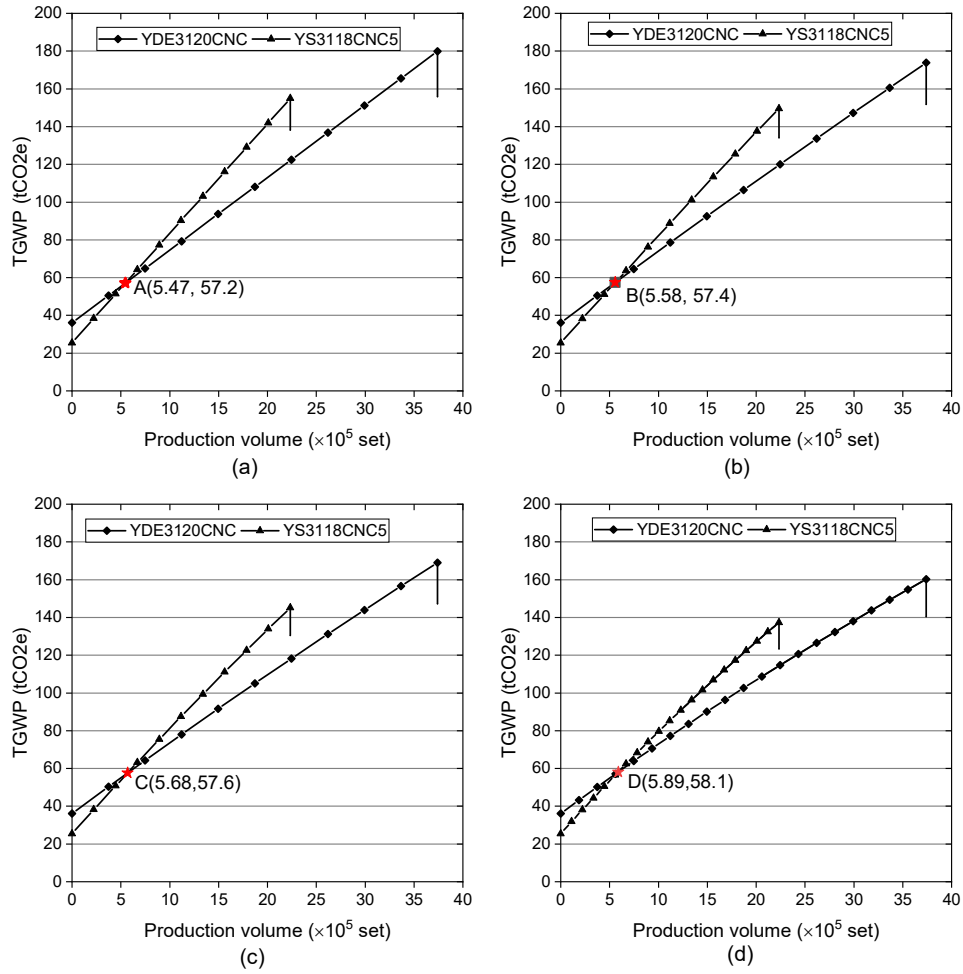 200
180
160
140
120
100
80
60
40
20
0
TGWP (tCO2e)
YDE3120CNC YS3118CNC5
A(5.47, 57.2)
0 5 10 15 20 25 30 35 40
Production volume (×10⁵ set)
(a)
200
180
160
140
120
100
80
60
40
20
0
TGWP (tCO2e)
YDE3120CNC YS3118CNC5
B(5.58, 57.4)
0 5 10 15 20 25 30 35 40
Production volume (×10⁵ set)
(b)
200
180
160
140
120
100
80
60
40
20
0
TGWP (tCO2e)
YDE3120CNC YS3118CNC5
C(5.68,57.6)
0 5 10 15 20 25 30 35 40
Production volume (×10⁵ set)
(c)
200
180
160
140
120
100
80
60
40
20
0
TGWP (tCO2e)
YDE3120CNC YS3118CNC5
D(5.89,58.1)
0 5 10 15 20 25 30 35 40
Production volume (×10⁵ set)
(d)